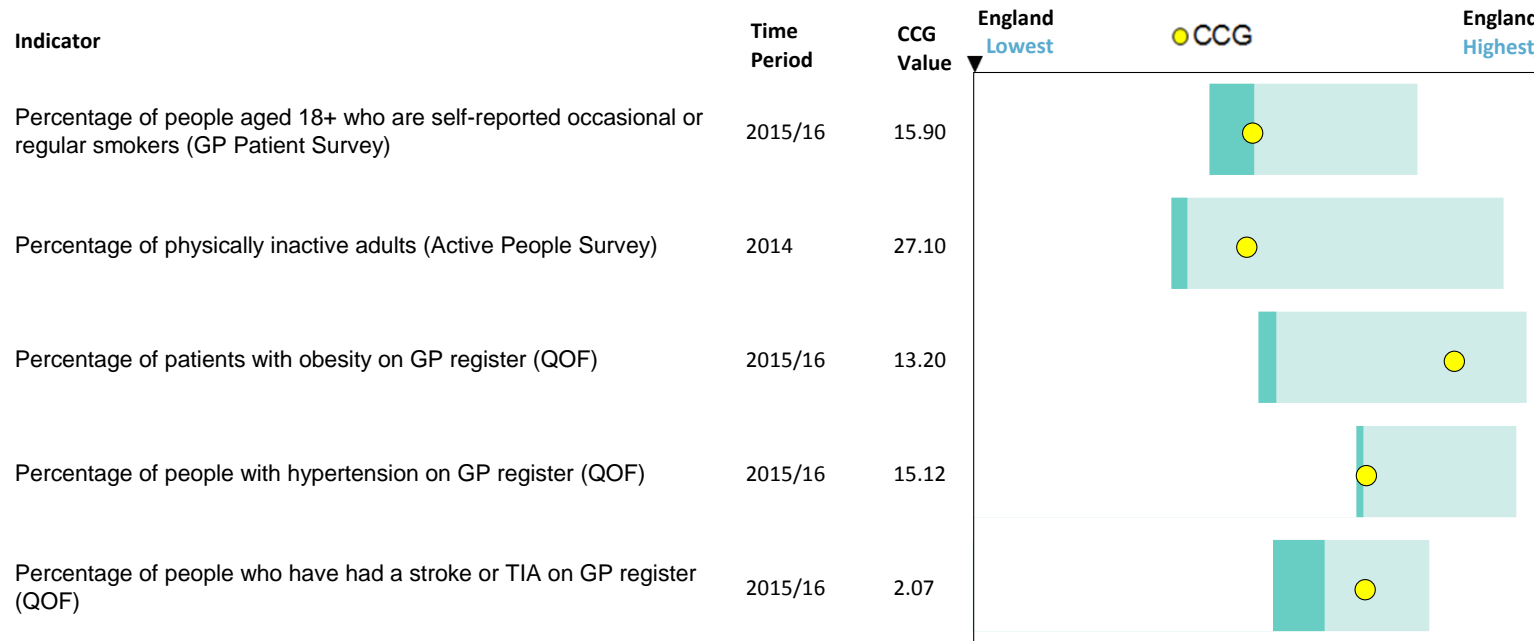 Indicator
Time
Period
CCG
Value
England
Lowest
CCG
England
Highest
Percentage of people aged 18+ who are self-reported occasional or
regular smokers (GP Patient Survey)
2015/16
15.90
Percentage of physically inactive adults (Active People Survey)
2014
27.10
Percentage of patients with obesity on GP register (QOF)
2015/16
13.20
Percentage of people with hypertension on GP register (QOF)
2015/16
15.12
Percentage of people who have had a stroke or TIA on GP register
(QOF)
2015/16
2.07